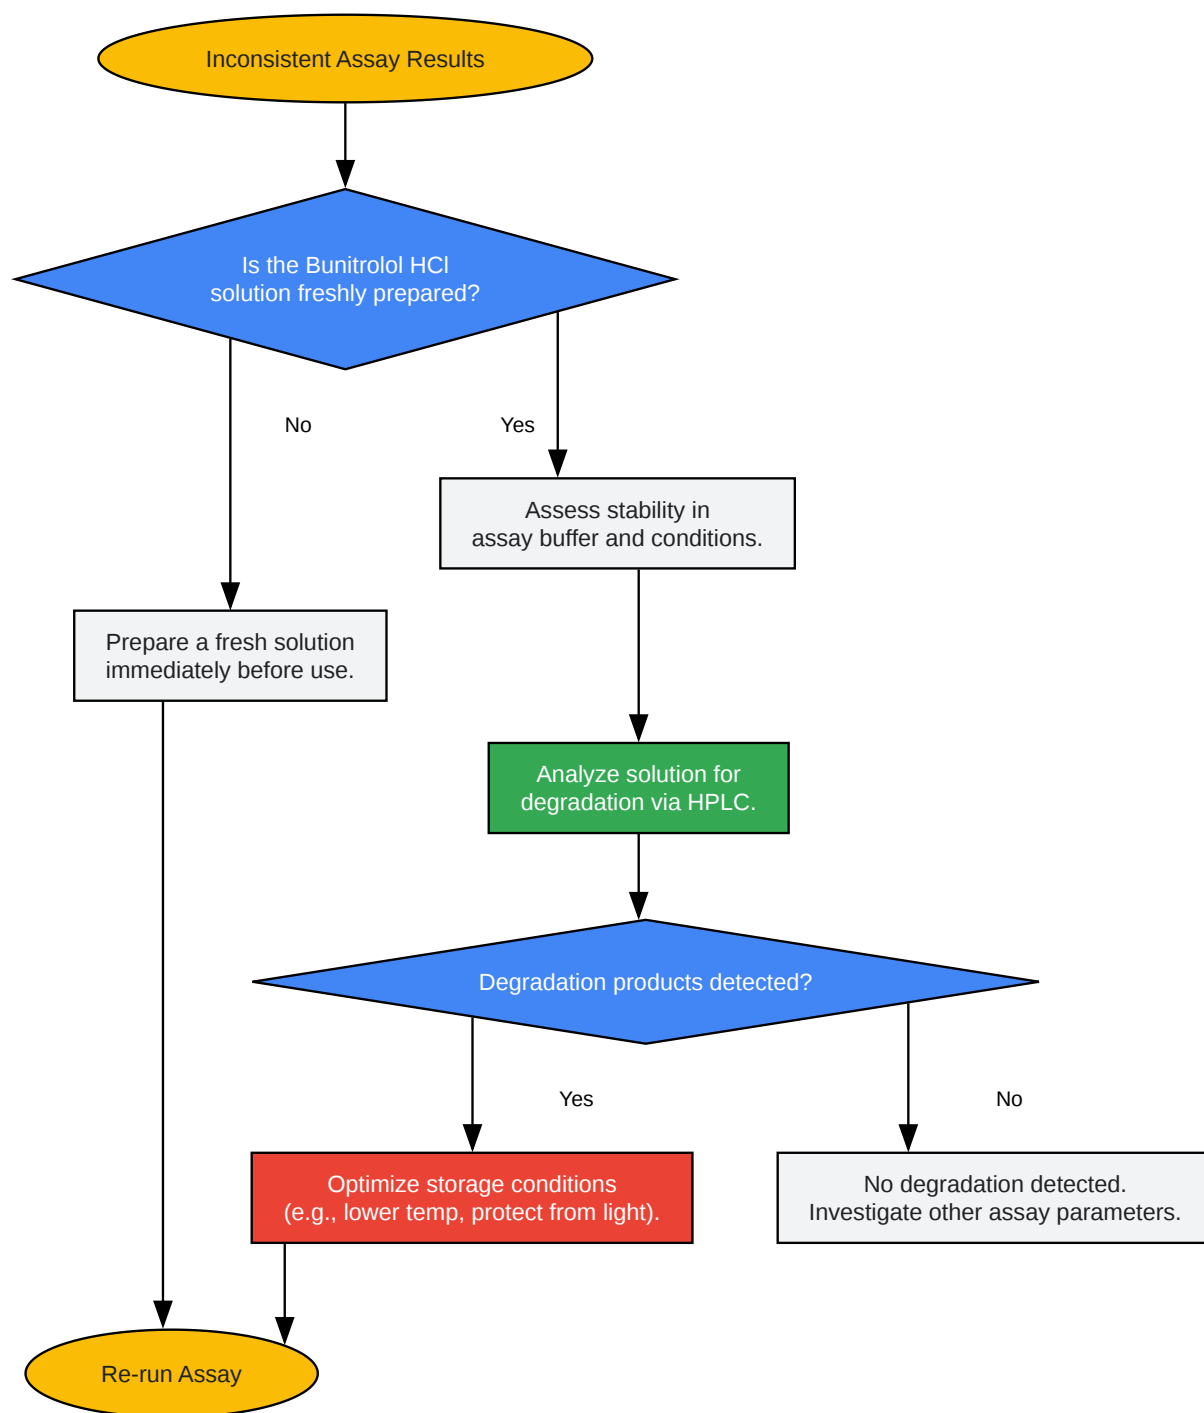 Inconsistent Assay Results
Is the Bunitrolol HCl
solution freshly prepared?
No
Yes
Assess stability in
assay buffer and conditions.
Prepare a fresh solution
immediately before use.
Analyze solution for
degradation via HPLC.
Degradation products detected?
Yes
No
Optimize storage conditions
(e.g., lower temp, protect from light).
No degradation detected.
Investigate other assay parameters.
Re-run Assay